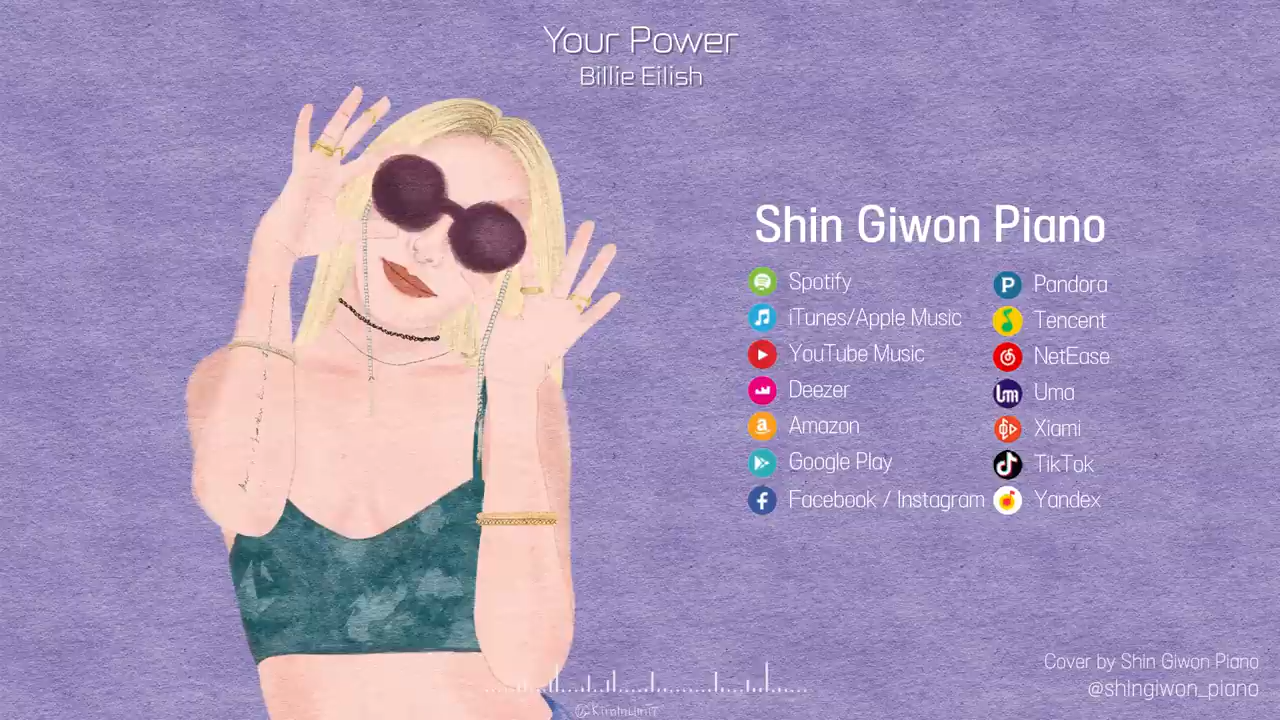 Your Power
Billie Eilish
Shin Giwon Piano
Spotify
iTunes/Apple Music
YouTube Music
Deezer
Amazon
Google Play
Facebook / Instagram
Pandora
Tencent
NetEase
Uma
Xiami
TikTok
Yandex
Cover by Shin Giwon Piano
@shingiwon_piano